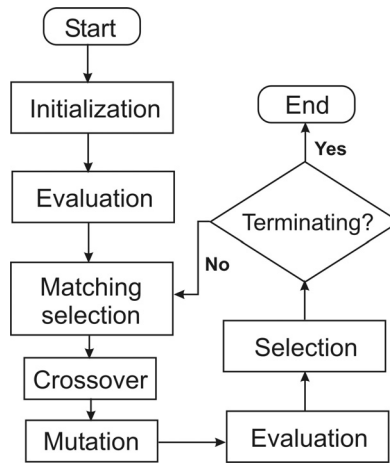 Start
Initialization
Evaluation
Matching
selection
Crossover
Mutation
Evaluation
Selection
Terminating?
No
Yes
End